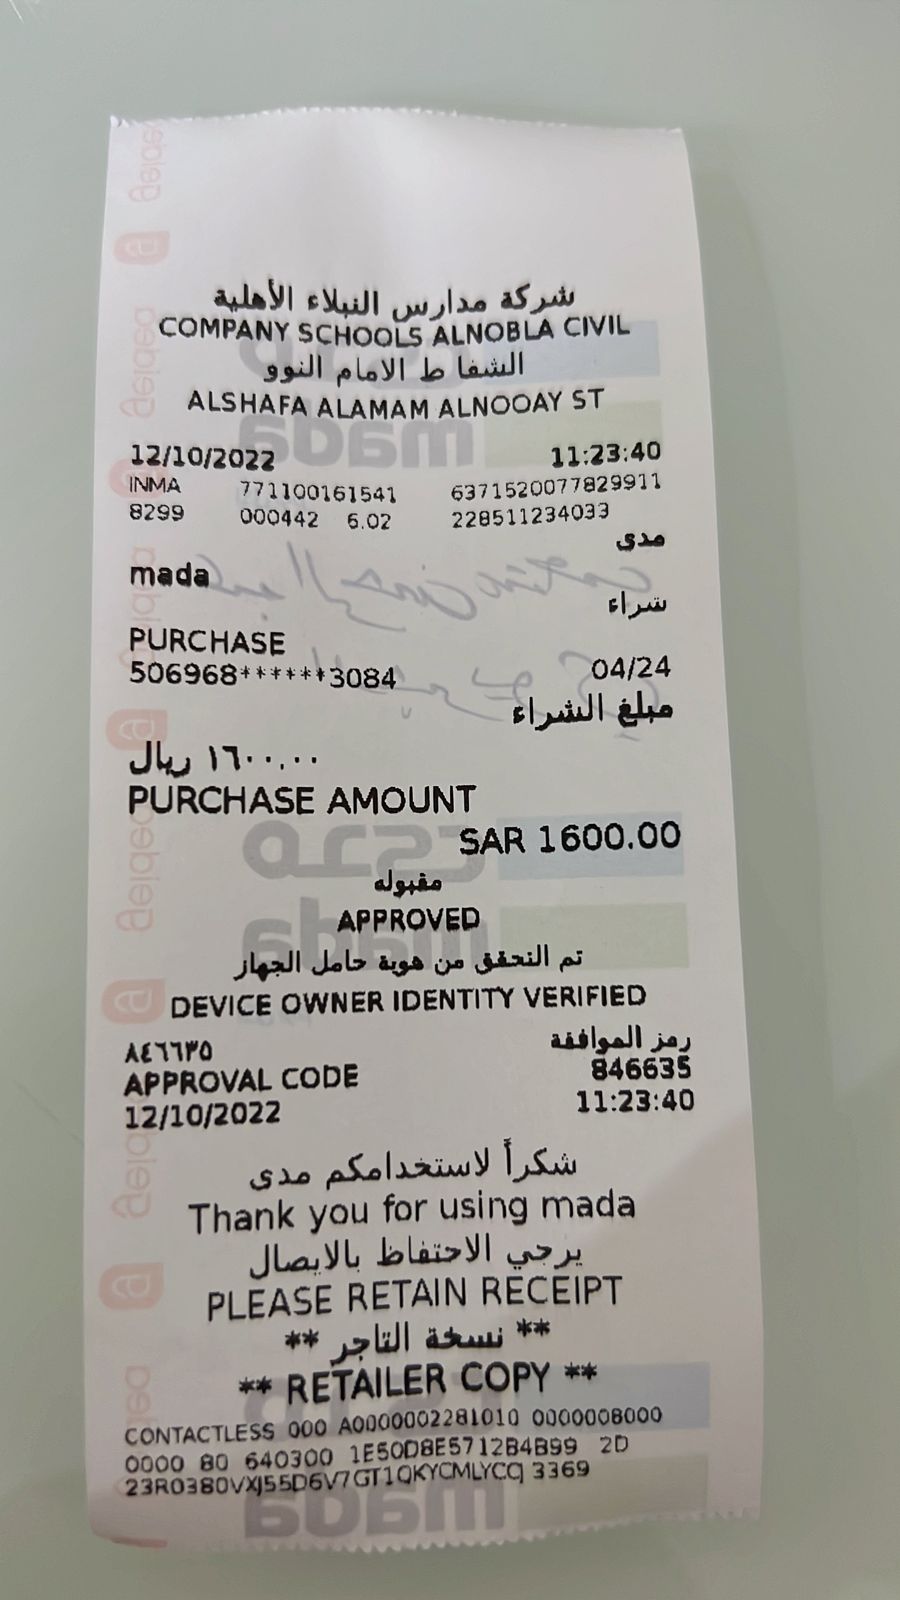 شركة مدارس النبلاء الأهلية
COMPANY SCHOOLS ALNOBLA CIVIL
الشفا ط الامام النوو
ALSHAFA ALAMAM ALNOOAY ST
12/10/2022 11:23:40
INMA 771100161541 6371520077829911
8299 000442 6.02 228511234033
مدى
mada
شراء
PURCHASE
506968******3084 04/24
مبلغ الشراء
١٦٠٠.٠٠ ريال
PURCHASE AMOUNT
SAR 1600.00
مقبوله
APPROVED
تم التحقق من هوية حامل الجهاز
DEVICE OWNER IDENTITY VERIFIED
رمز الموافقة ٨٤٦٦٣٥
APPROVAL CODE 846635
12/10/2022 11:23:40
شكراً لاستخدامكم مدى
Thank you for using mada
يرجي الاحتفاظ بالايصال
PLEASE RETAIN RECEIPT
** نسخة التاجر **
** RETAILER COPY **
CONTACTLESS 000 A0000002281010 0000008000
0000 80 640300 1E50D8E5712B4B99 2D
23R0380VXJ55D6V7GT1QKYCMLYCQ 3369